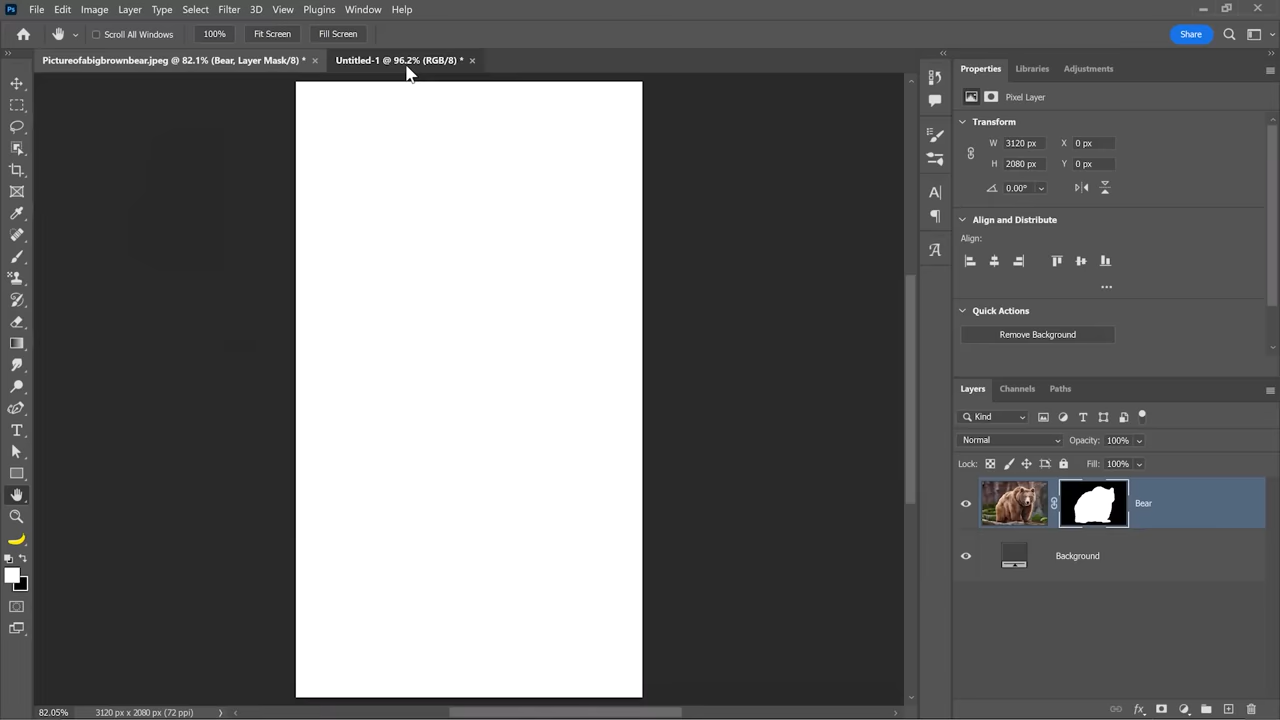 Ps File Edit Image Layer Type Select Filter 3D View Plugins Window Help
Scroll All Windows 100% Fit Screen Fill Screen Share
Pictureofabigbrownbear.jpeg @ 82.1% (Bear, Layer Mask/8) * × Untitled-1 @ 96.2% (RGB/8) * ×
Properties Libraries Adjustments
Pixel Layer
Transform
W 3120 px X 0 px
H 2080 px Y 0 px
0.00°
Align and Distribute
Align:
Quick Actions
Remove Background
Layers Channels Paths
Kind
Normal Opacity: 100%
Lock: Fill: 100%
Bear
Background
82.05% 3120 px x 2080 px (72 ppi)